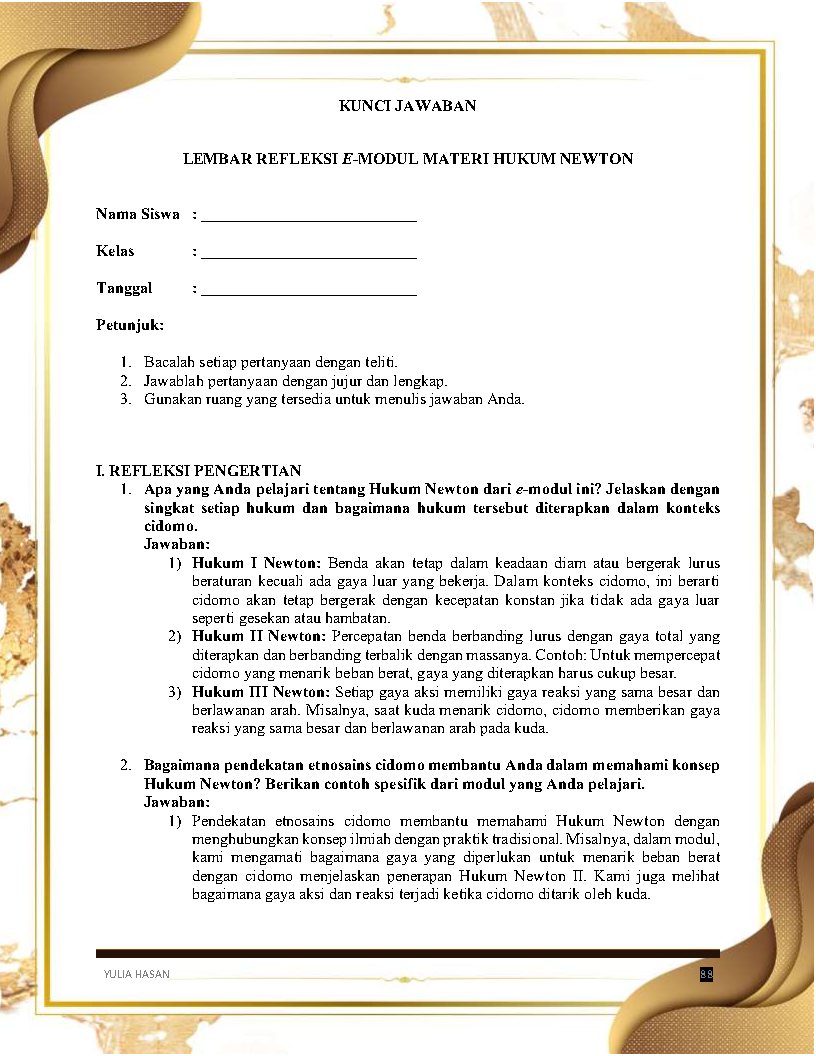 KUNCI JAWABAN
LEMBAR REFLEKSI E-MODUL MATERI HUKUM NEWTON
Nama Siswa : ___________________________
Kelas : ___________________________
Tanggal : ___________________________
Petunjuk:
1. Bacalah setiap pertanyaan dengan teliti.
2. Jawablah pertanyaan dengan jujur dan lengkap.
3. Gunakan ruang yang tersedia untuk menulis jawaban Anda.
I. REFLEKSI PENGERTIAN
1. Apa yang Anda pelajari tentang Hukum Newton dari e-modul ini? Jelaskan dengan
singkat setiap hukum dan bagaimana hukum tersebut diterapkan dalam konteks
cidomo.
Jawaban:
1) Hukum I Newton: Benda akan tetap dalam keadaan diam atau bergerak lurus
beraturan kecuali ada gaya luar yang bekerja. Dalam konteks cidomo, ini berarti
cidomo akan tetap bergerak dengan kecepatan konstan jika tidak ada gaya luar
seperti gesekan atau hambatan.
2) Hukum II Newton: Percepatan benda berbanding lurus dengan gaya total yang
diterapkan dan berbanding terbalik dengan massanya. Contoh: Untuk mempercepat
cidomo yang menarik beban berat, gaya yang diterapkan harus cukup besar.
3) Hukum III Newton: Setiap gaya aksi memiliki gaya reaksi yang sama besar dan
berlawanan arah. Misalnya, saat kuda menarik cidomo, cidomo memberikan gaya
reaksi yang sama besar dan berlawanan arah pada kuda.
2. Bagaimana pendekatan etnosains cidomo membantu Anda dalam memahami konsep
Hukum Newton? Berikan contoh spesifik dari modul yang Anda pelajari.
Jawaban:
1) Pendekatan etnosains cidomo membantu memahami Hukum Newton dengan
menghubungkan konsep ilmiah dengan praktik tradisional. Misalnya, dalam modul,
kami mengamati bagaimana gaya yang diperlukan untuk menarik beban berat
dengan cidomo menjelaskan penerapan Hukum Newton II. Kami juga melihat
bagaimana gaya aksi dan reaksi terjadi ketika cidomo ditarik oleh kuda.
YULIA HASAN 88